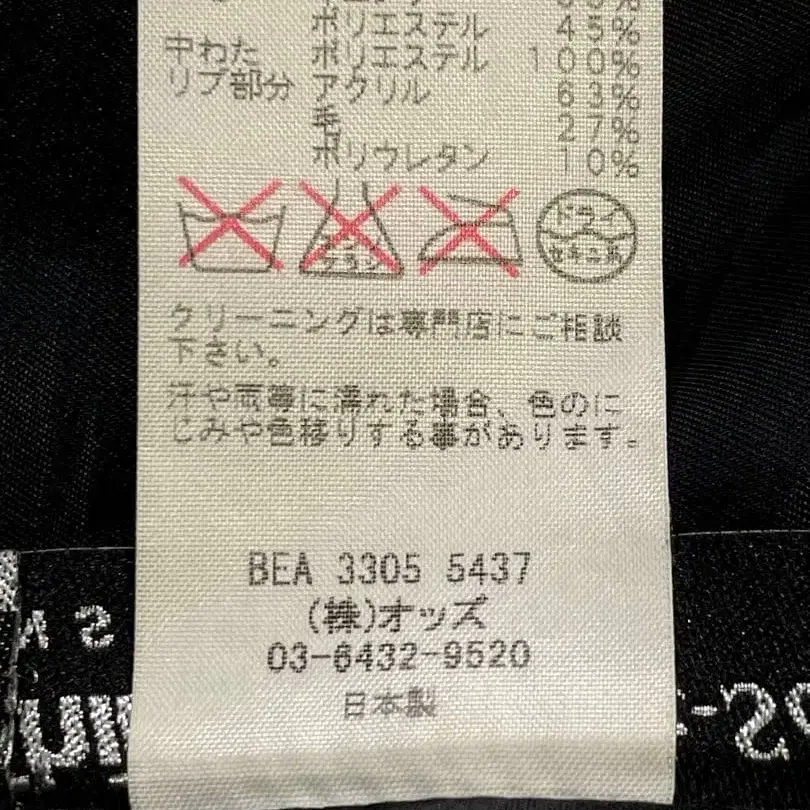 ポリエステル 45%
中わた ポリエステル 100%
リブ部分 アクリル 63%
毛 27%
ポリウレタン 10%
ドライ
セキユ系
クリーニングは専門店にご相談
下さい。
汗や雨等に濡れた場合、色のに
じみや色移りする事があります。
BEA 3305 5437
(株)オッズ
03-6432-9520
日本製